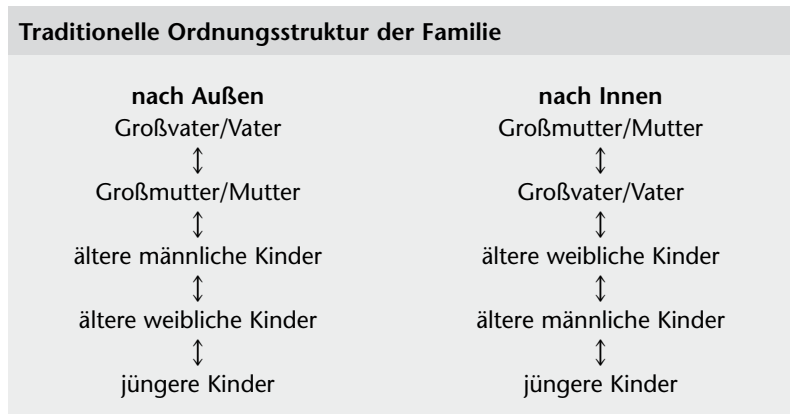 Traditionelle Ordnungsstruktur der Familie
nach Außen
Großvater/Vater
↕
Großmutter/Mutter
↕
ältere männliche Kinder
↕
ältere weibliche Kinder
↕
jüngere Kinder
nach Innen
Großmutter/Mutter
↕
Großvater/Vater
↕
ältere weibliche Kinder
↕
ältere männliche Kinder
↕
jüngere Kinder